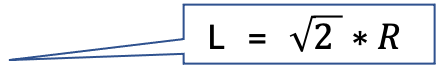 L = √2 * R